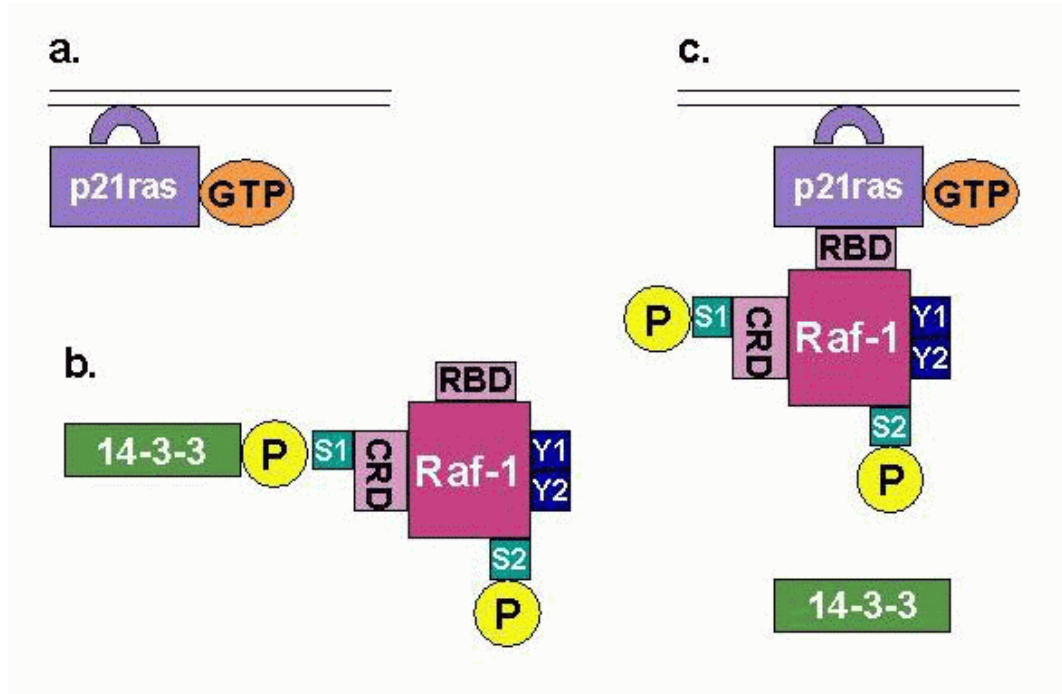 a.
p21ras GTP
b.
14-3-3 P S1 CRD RBD Raf-1 Y1 Y2 S2 P
c.
p21ras GTP
RBD
P S1 CRD Raf-1 Y1
Y2
S2
P
14-3-3